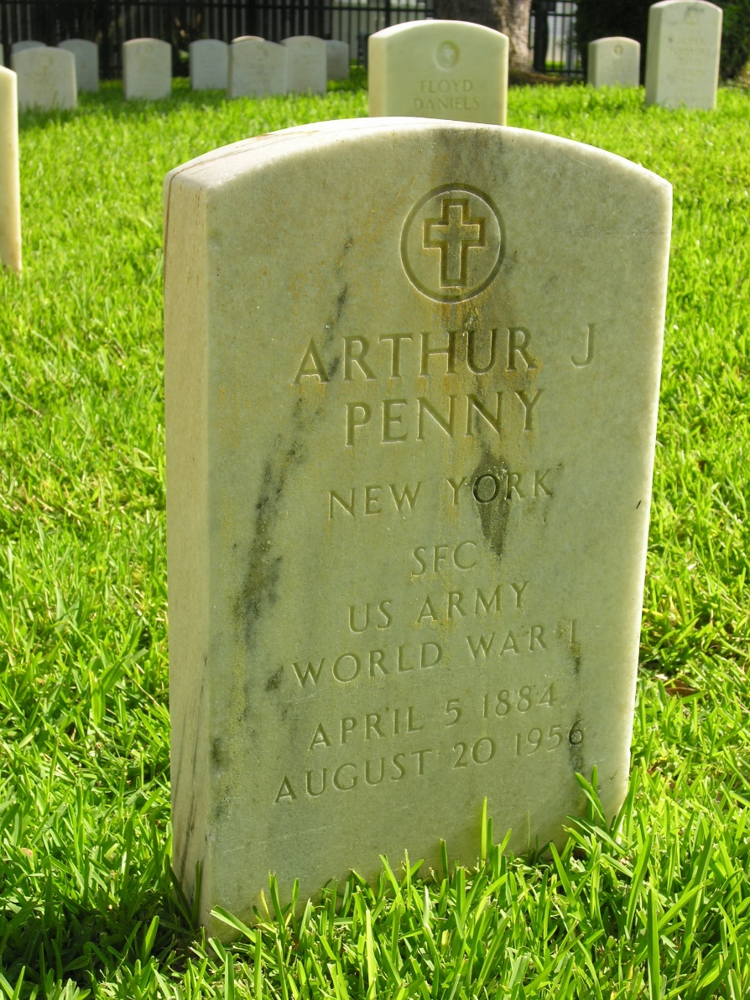 FLOYD
DANIELS
ARTHUR J
PENNY
NEW YORK
SFC
US ARMY
WORLD WAR I
APRIL 5 1884
AUGUST 20 1956